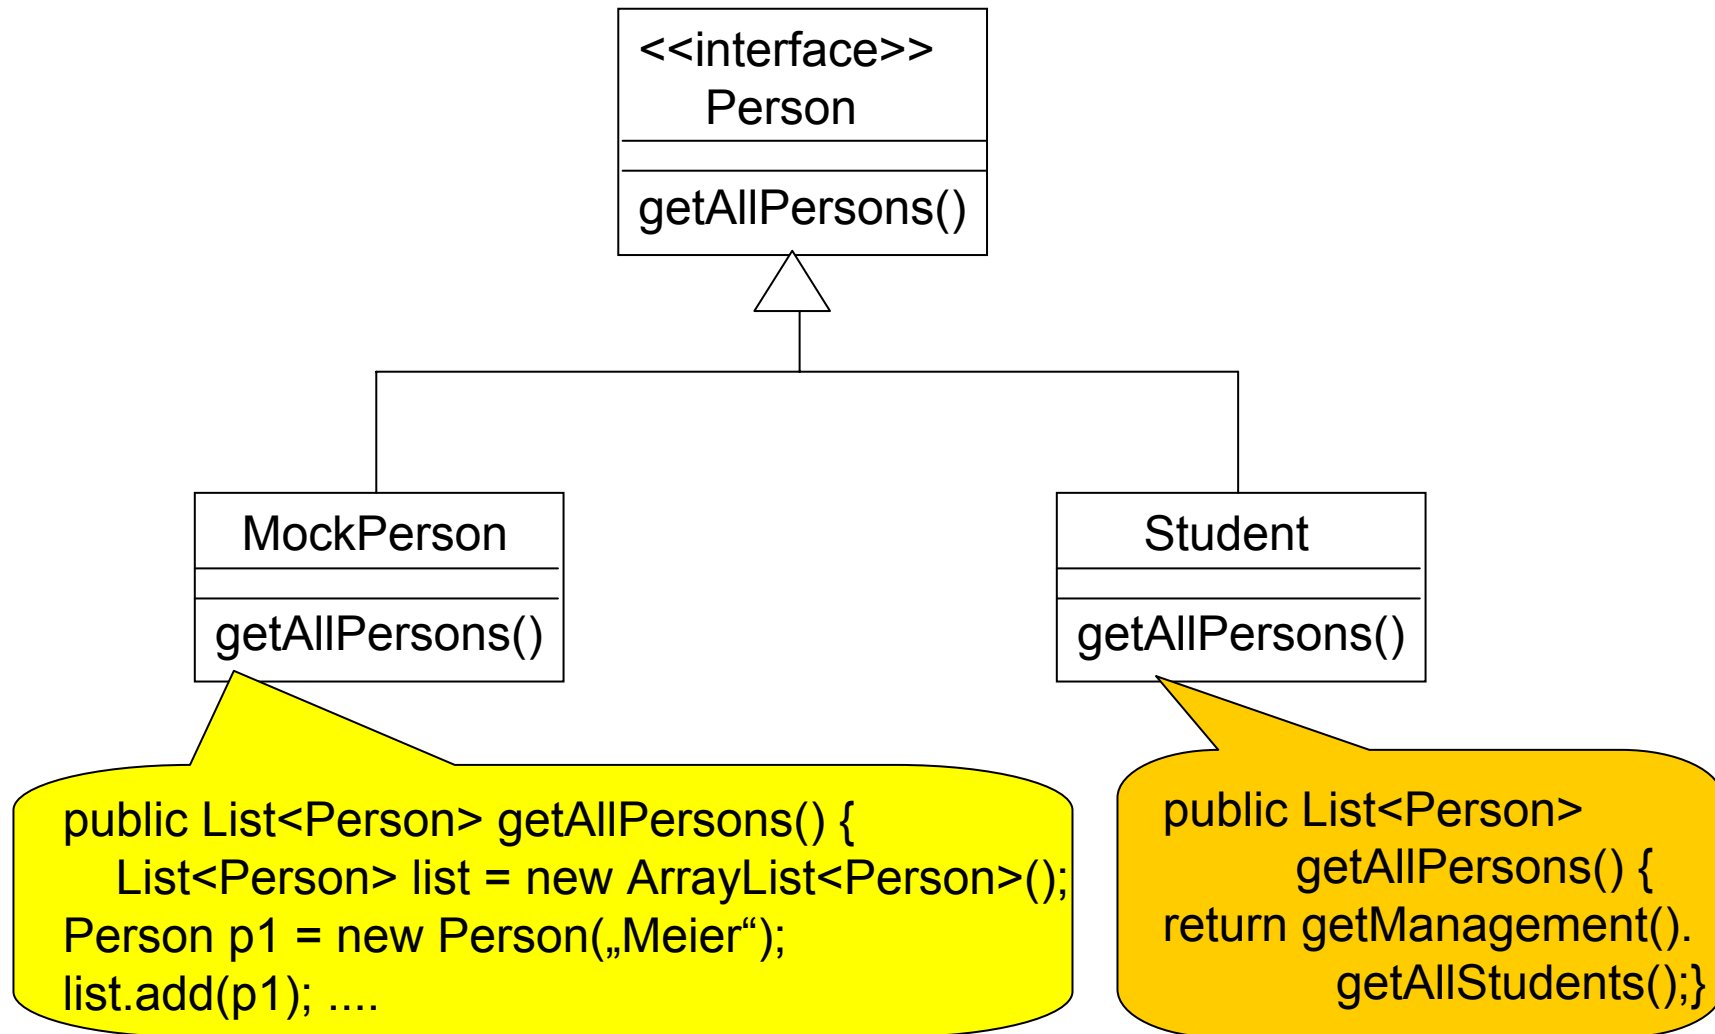 <<interface>>
Person
getAllPersons()
MockPerson
getAllPersons()
Student
getAllPersons()
public List<Person> getAllPersons() {
List<Person> list = new ArrayList<Person>();
Person p1 = new Person(„Meier“);
list.add(p1); ....
public List<Person>
getAllPersons() {
return getManagement().
getAllStudents();}